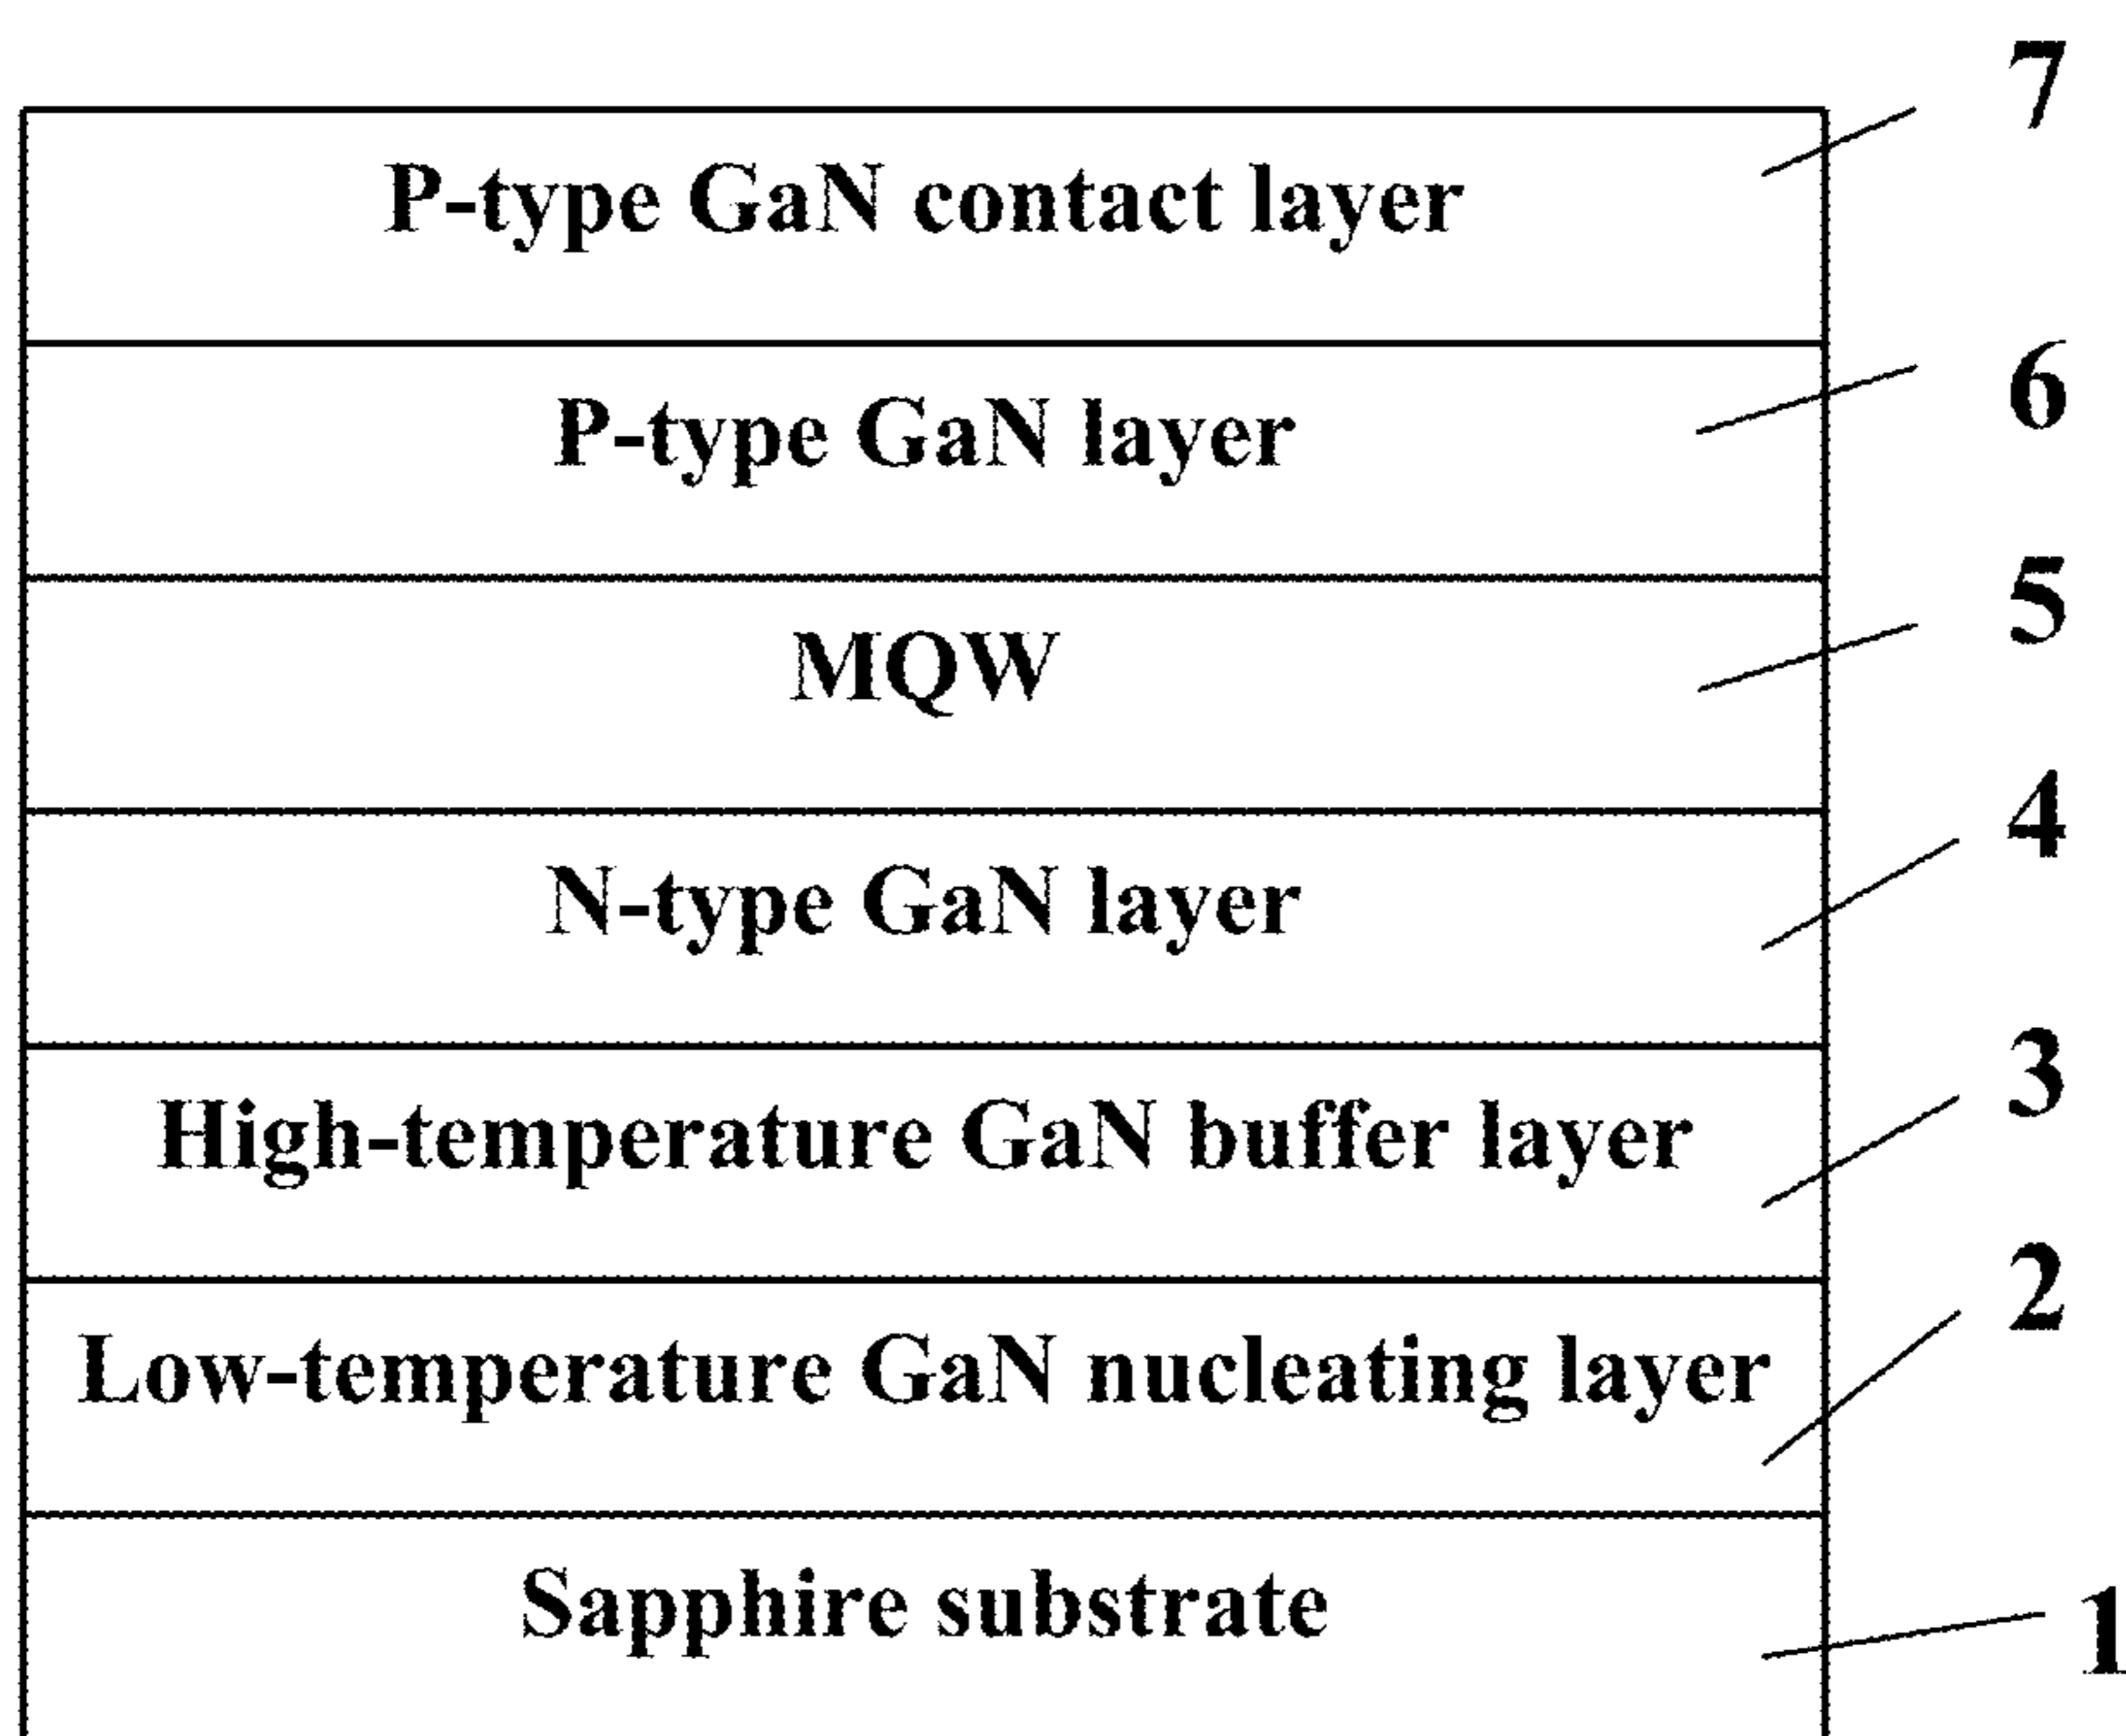 7
P-type GaN contact layer
6
P-type GaN layer
5
MQW
4
N-type GaN layer
3
High-temperature GaN buffer layer
2
Low-temperature GaN nucleating layer
Sapphire substrate
1